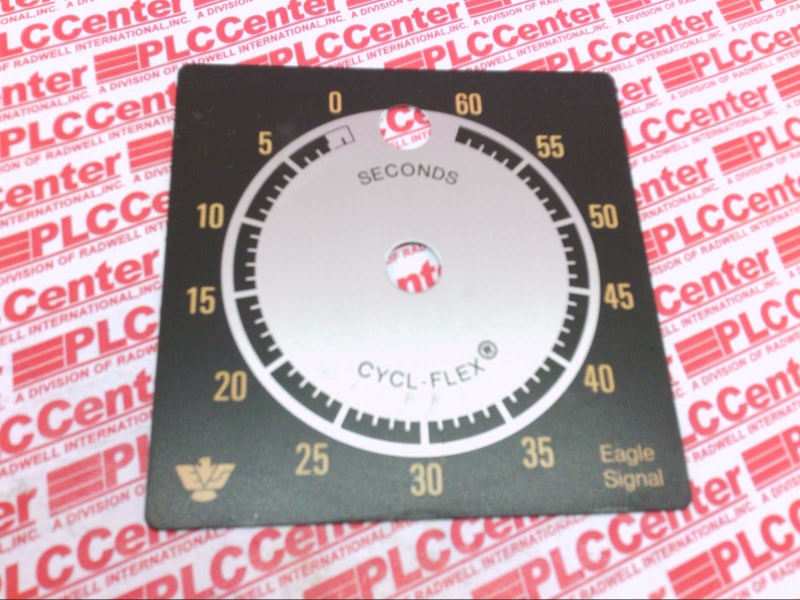 0 60
5 55
SECONDS
10 50
15 45
20 40
CYCL-FLEX®
25 35
30
Eagle
Signal
PLCCenter
A DIVISION OF RADWELL INTERNATIONAL, INC.